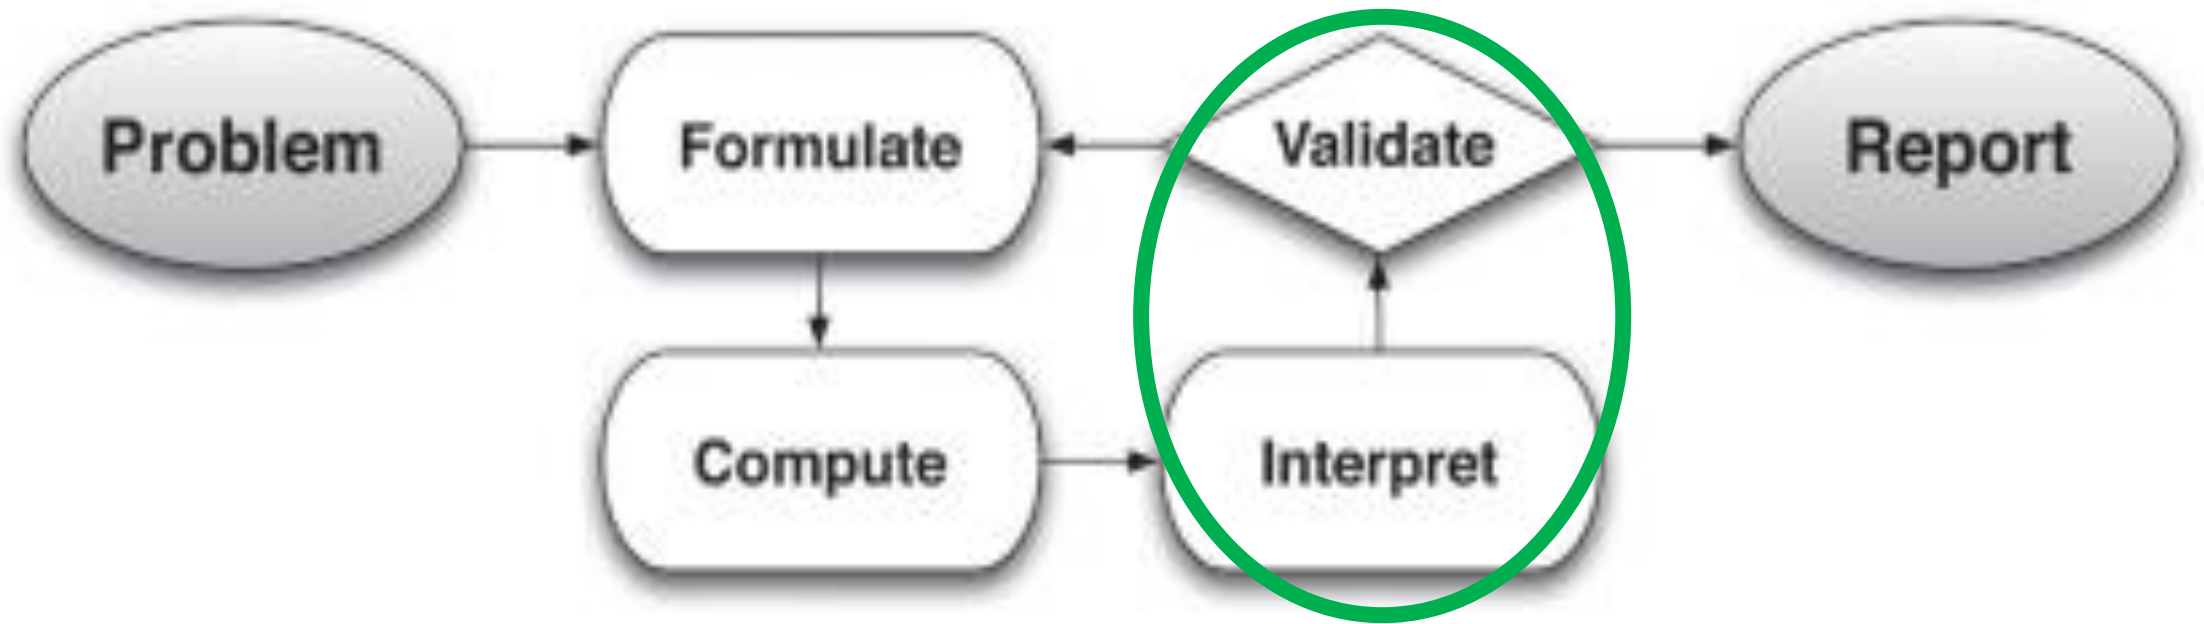 Problem
Formulate
Validate
Report
Compute
Interpret